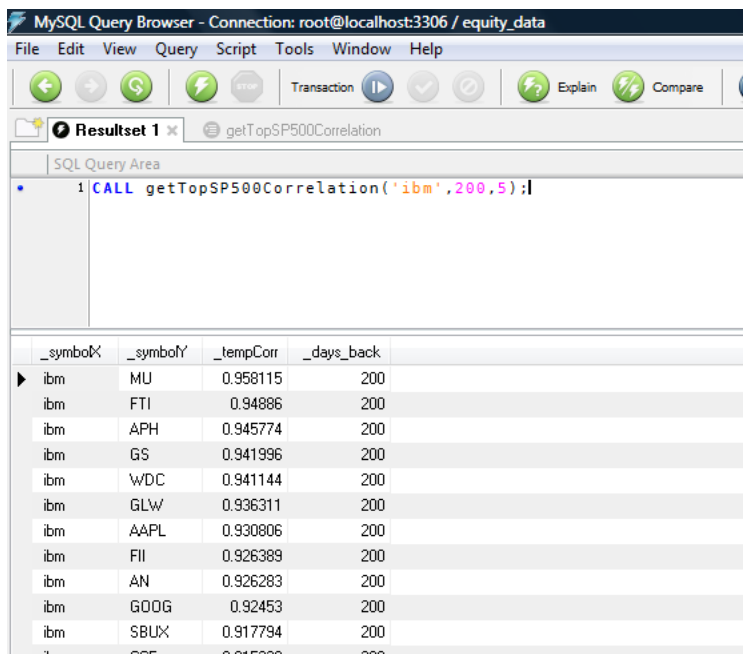 MySQL Query Browser - Connection: root@localhost:3306 / equity_data
File Edit View Query Script Tools Window Help
STOP Transaction Explain Compare
Resultset 1 getTopSP500Correlation
SQL Query Area
1 CALL getTopSP500Correlation('ibm',200,5);
_symbolX _symbolY _tempCorr _days_back
ibm MU 0.958115 200
ibm FTI 0.94886 200
ibm APH 0.945774 200
ibm GS 0.941996 200
ibm WDC 0.941144 200
ibm GLW 0.936311 200
ibm AAPL 0.930806 200
ibm FII 0.926389 200
ibm AN 0.926283 200
ibm GOOG 0.92453 200
ibm SBUX 0.917794 200